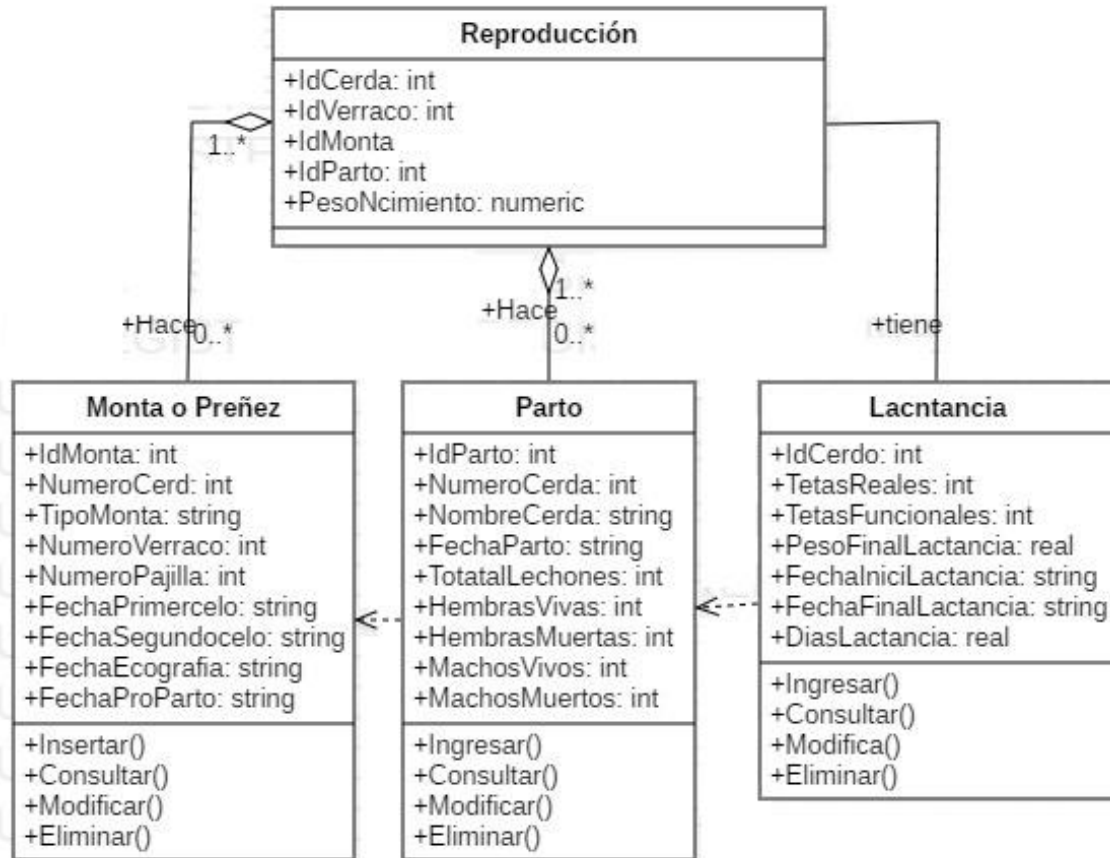 Reproducción
+IdCerda: int
+IdVerraco: int
+IdMonta
+IdParto: int
+PesoNcimiento: numeric
1..*
+Hace
0..*
1..*
+Hace
0..*
+tiene
Monta o Preñez
+IdMonta: int
+NumeroCerd: int
+TipoMonta: string
+NumeroVerraco: int
+NumeroPajilla: int
+FechaPrimercelo: string
+FechaSegundocelo: string
+FechaEcografia: string
+FechaProParto: string
+Insertar()
+Consultar()
+Modificar()
+Eliminar()
Parto
+IdParto: int
+NumeroCerda: int
+NombreCerda: string
+FechaParto: string
+TotatalLechones: int
+HembrasVivas: int
+HembrasMuertas: int
+MachosVivos: int
+MachosMuertos: int
+Ingresar()
+Consultar()
+Modificar()
+Eliminar()
Lacntancia
+IdCerdo: int
+TetasReales: int
+TetasFuncionales: int
+PesoFinalLactancia: real
+FechaIniciLactancia: string
+FechaFinalLactancia: string
+DiasLactancia: real
+Ingresar()
+Consultar()
+Modifica()
+Eliminar()